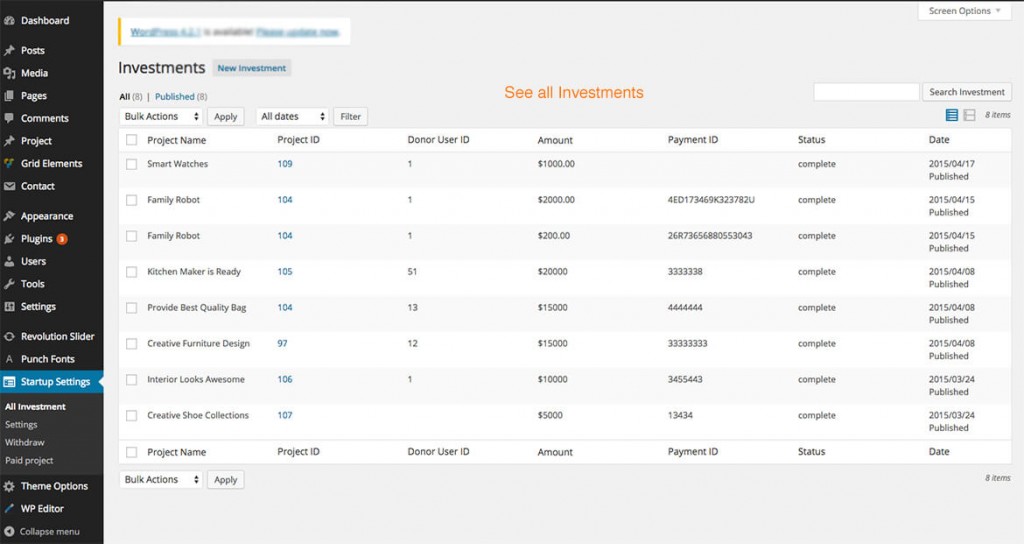 Dashboard
Posts
Media
Pages
Comments
Project
Grid Elements
Contact
Appearance
Plugins 3
Users
Tools
Settings
Revolution Slider
Punch Fonts
Startup Settings
All Investment
Settings
Withdraw
Paid project
Theme Options
WP Editor
Collapse menu
Screen Options
WordPress 4.2.1 is available! Please update now.
Investments New Investment
See all Investments
All (8) | Published (8)
Search Investment
Bulk Actions Apply All dates Filter
8 items
Project Name Project ID Donor User ID Amount Payment ID Status Date
Smart Watches 109 1 $1000.00 complete 2015/04/17
Published
Family Robot 104 1 $2000.00 4ED173469K323782U complete 2015/04/15
Published
Family Robot 104 1 $200.00 26R73656880553043 complete 2015/04/15
Published
Kitchen Maker is Ready 105 51 $20000 3333338 complete 2015/04/08
Published
Provide Best Quality Bag 104 13 $15000 4444444 complete 2015/04/08
Published
Creative Furniture Design 97 12 $15000 33333333 complete 2015/04/08
Published
Interior Looks Awesome 106 1 $10000 3455443 complete 2015/03/24
Published
Creative Shoe Collections 107 $5000 13434 complete 2015/03/24
Published
Project Name Project ID Donor User ID Amount Payment ID Status Date
Bulk Actions Apply
8 items